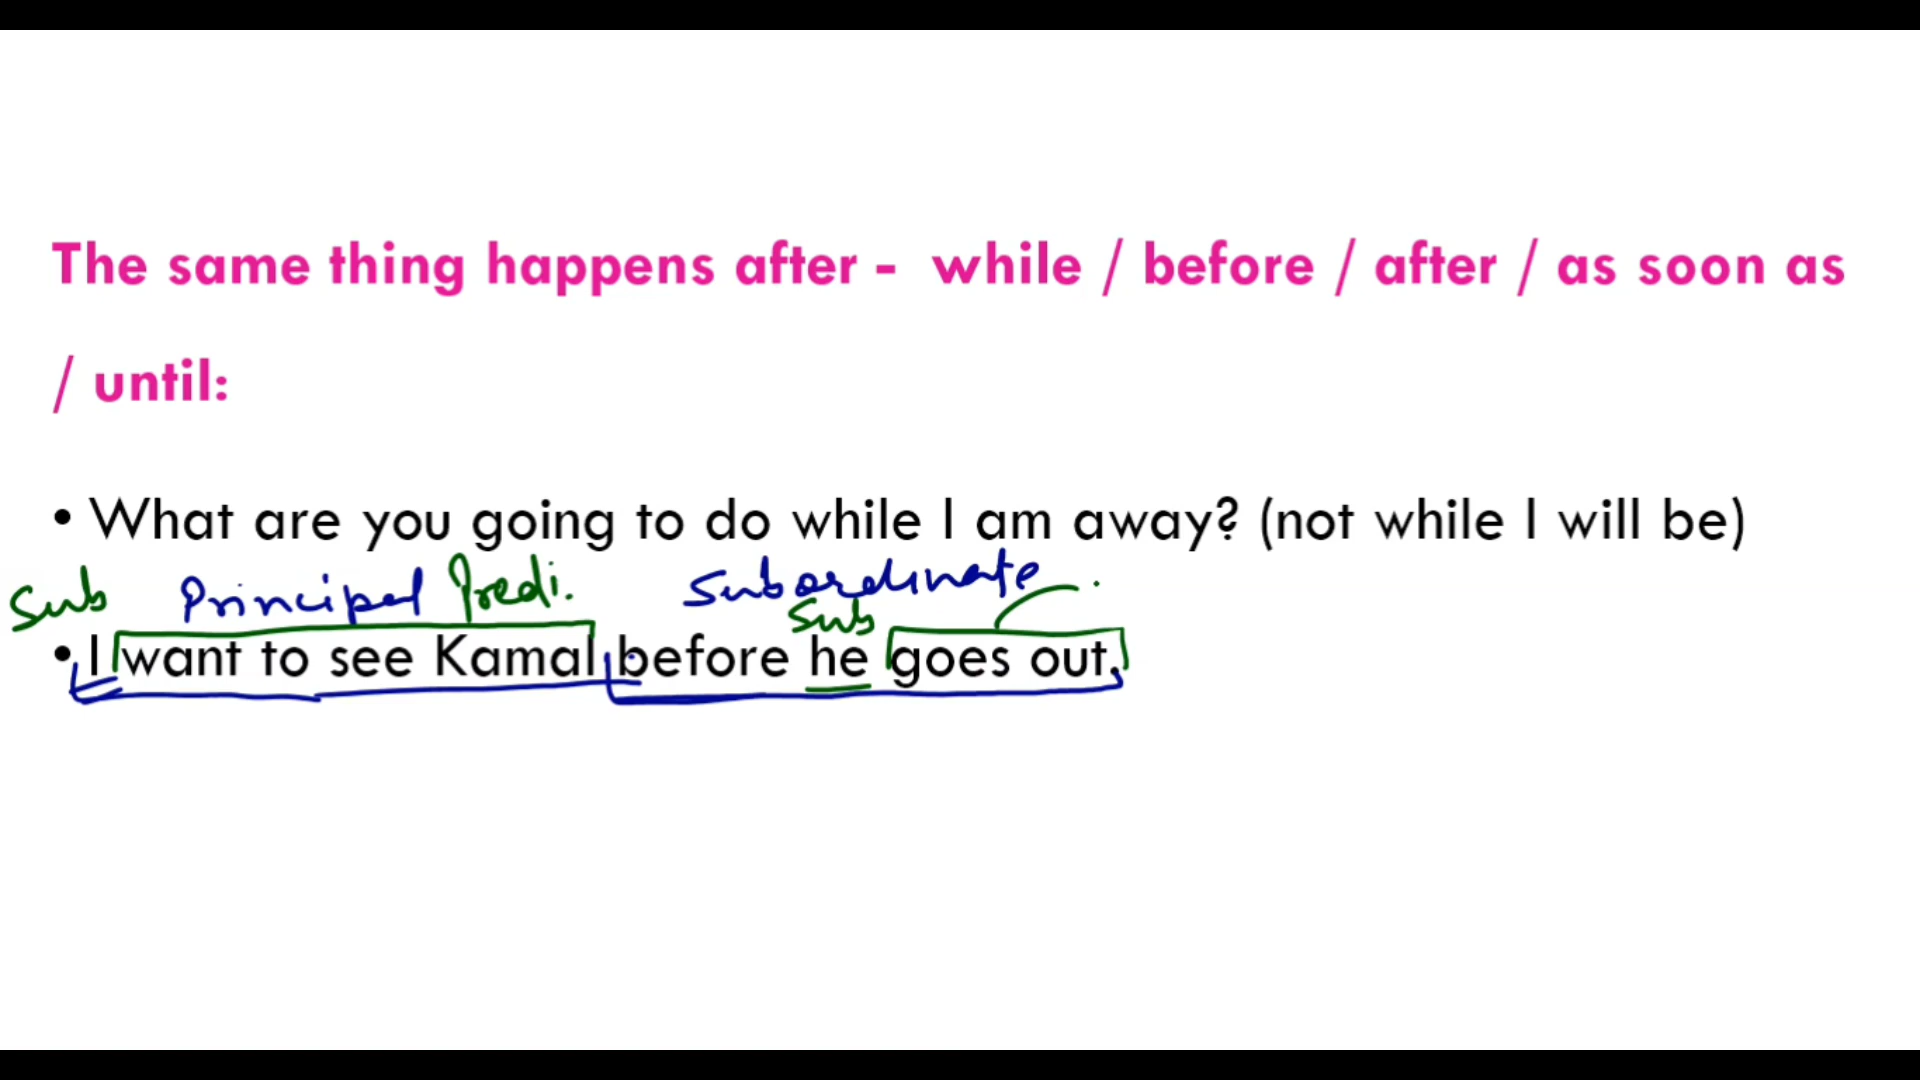 The same thing happens after - while / before / after / as soon as
/ until:
• What are you going to do while I am away? (not while I will be)
Sub Principal Predi. Subordinate
Sub
• I want to see Kamal before he goes out.